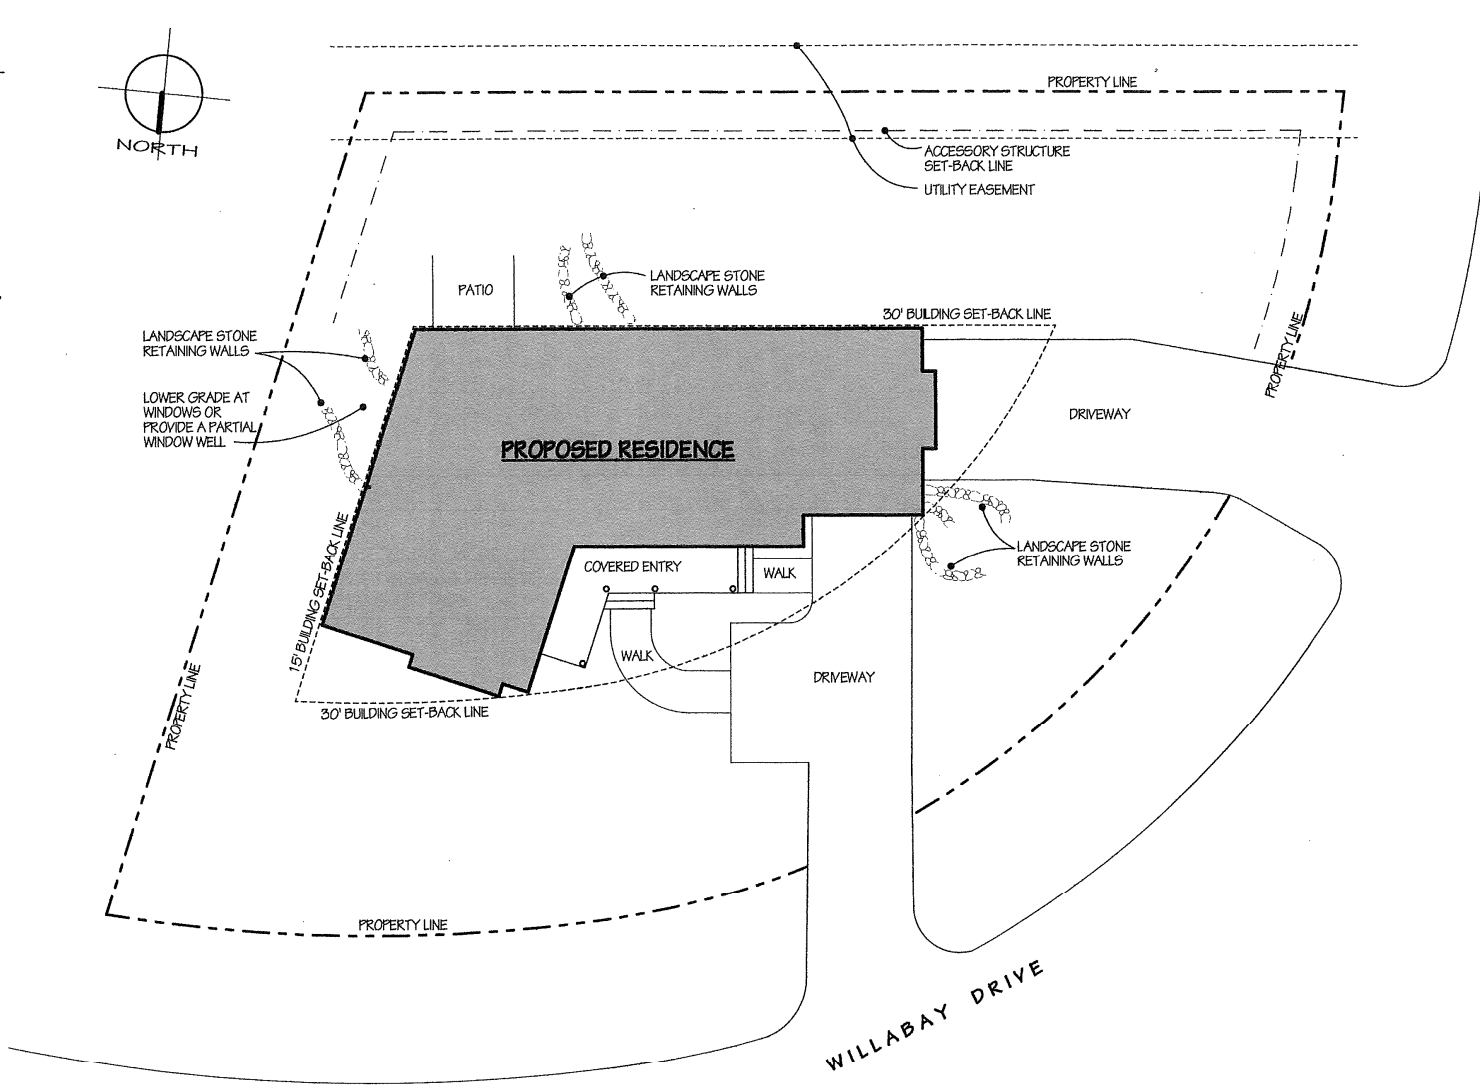 NORTH
PROPERTY LINE
ACCESSORY STRUCTURE
SET-BACK LINE
UTILITY EASEMENT
PATIO
LANDSCAPE STONE
RETAINING WALLS
30' BUILDING SET-BACK LINE
PROPERTY LINE
LANDSCAPE STONE
RETAINING WALLS
LOWER GRADE AT
WINDOWS OR
PROVIDE A PARTIAL
WINDOW WELL
DRIVEWAY
PROPOSED RESIDENCE
15' BUILDING SET-BACK LINE
COVERED ENTRY
WALK
LANDSCAPE STONE
RETAINING WALLS
WALK
DRIVEWAY
PROPERTY LINE
30' BUILDING SET-BACK LINE
PROPERTY LINE
WILLABAY DRIVE